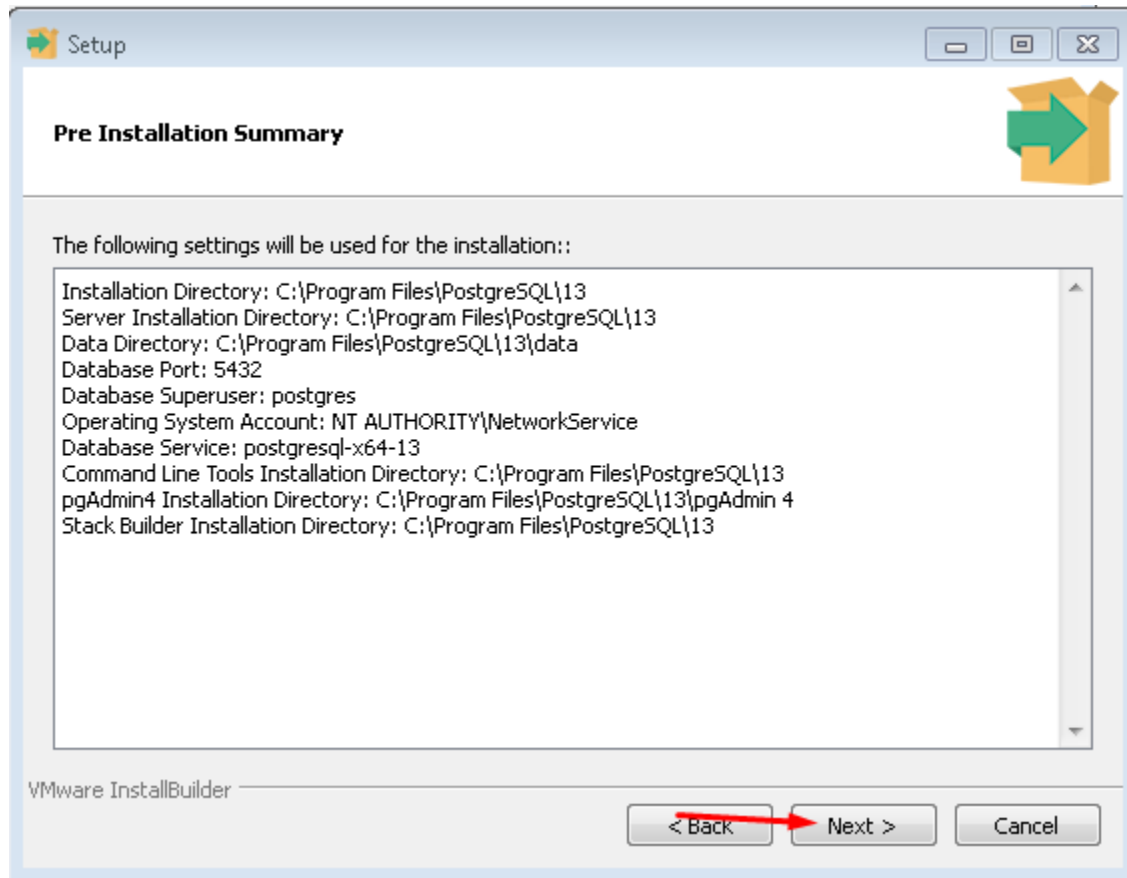 Setup
Pre Installation Summary
The following settings will be used for the installation::
Installation Directory: C:\Program Files\PostgreSQL\13
Server Installation Directory: C:\Program Files\PostgreSQL\13
Data Directory: C:\Program Files\PostgreSQL\13\data
Database Port: 5432
Database Superuser: postgres
Operating System Account: NT AUTHORITY\NetworkService
Database Service: postgresql-x64-13
Command Line Tools Installation Directory: C:\Program Files\PostgreSQL\13
pgAdmin4 Installation Directory: C:\Program Files\PostgreSQL\13\pgAdmin 4
Stack Builder Installation Directory: C:\Program Files\PostgreSQL\13
VMware InstallBuilder
< Back Next > Cancel